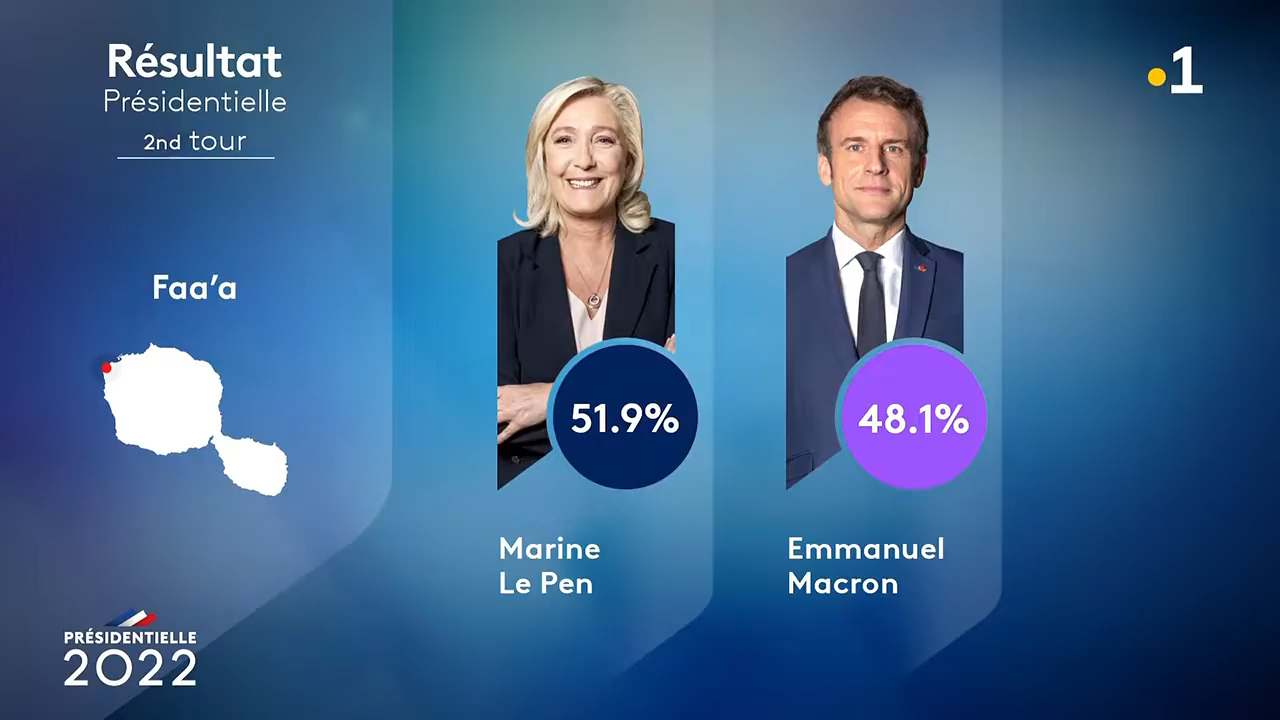 Résultat
Présidentielle
2nd tour
1
Faa'a
51.9%
48.1%
Marine
Le Pen
Emmanuel
Macron
PRÉSIDENTIELLE
2022